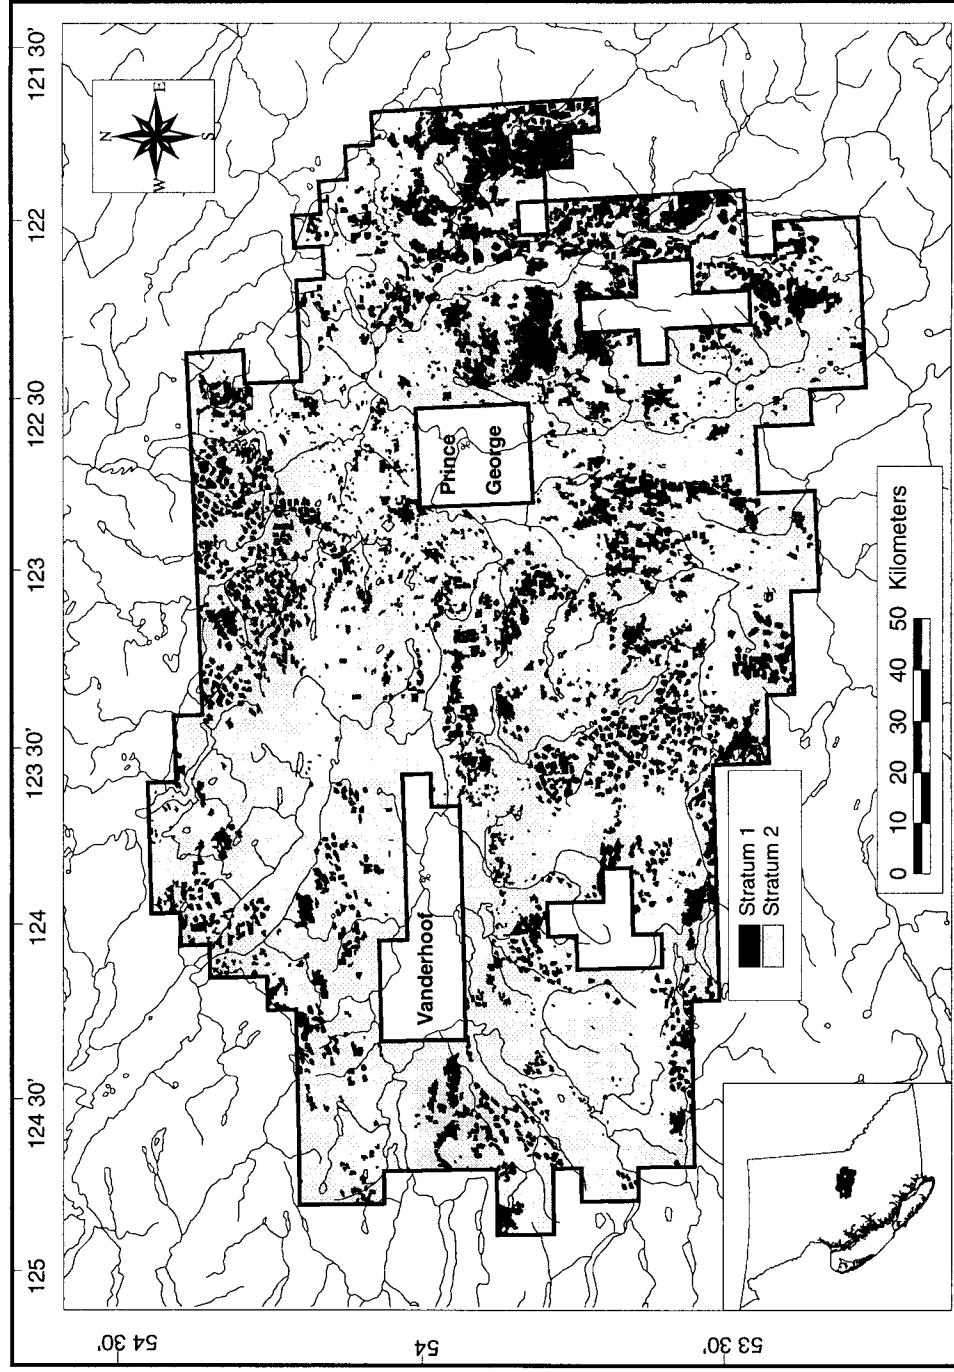 125
124 30'
124
123 30'
123
122 30
122
121 30'
54 30'
54
53 30'
N
W
E
S
Vanderhoof
Prince
George
Stratum 1
Stratum 2
0 10 20 30 40 50 Kilometers